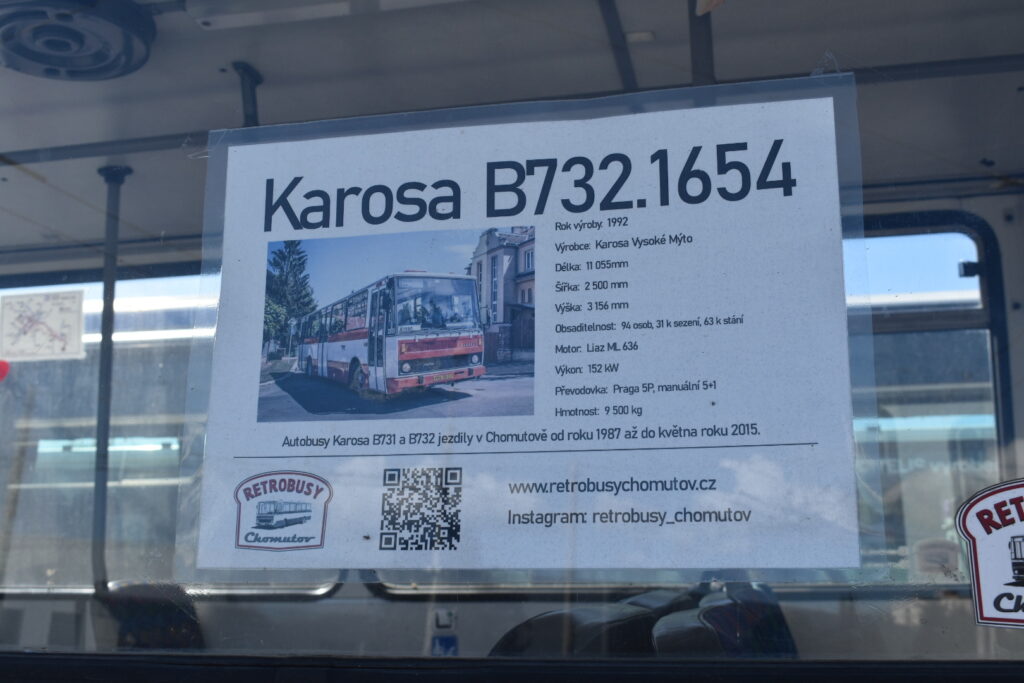 Karosa B732.1654
Rok výroby: 1992
Výrobce: Karosa Vysoké Mýto
Délka: 11 055mm
Šířka: 2 500 mm
Výška: 3 156 mm
Obsaditelnost: 94 osob, 31 k sezení, 63 k stání
Motor: Liaz ML 636
Výkon: 152 kW
Převodovka: Praga 5P, manuální 5+1
Hmotnost: 9 500 kg
Autobusy Karosa B731 a B732 jezdily v Chomutově od roku 1987 až do května roku 2015.
RETROBUSY
Chomutov
www.retrobusychomutov.cz
Instagram: retrobusy_chomutov
RET
Ch